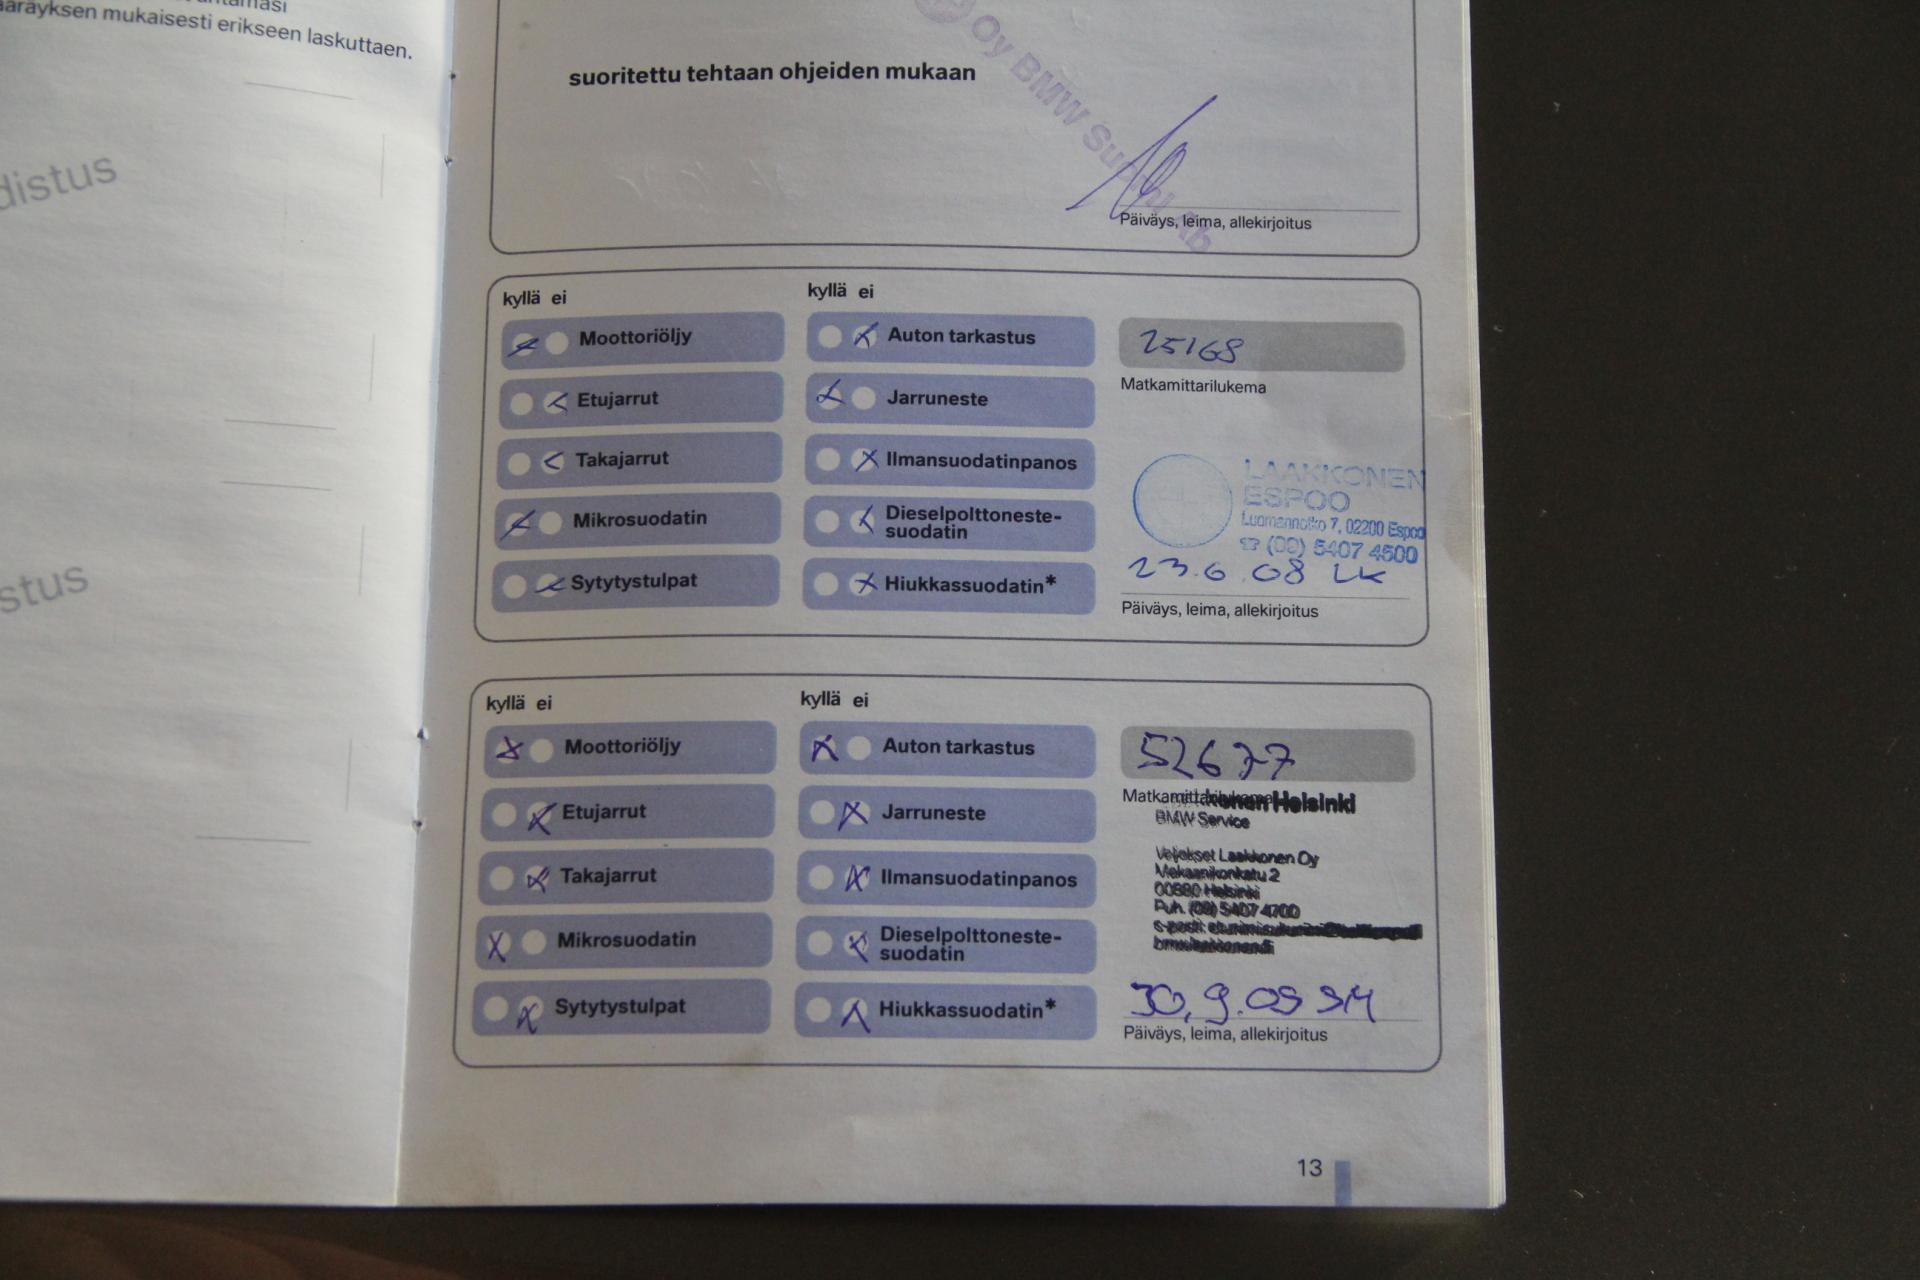 mukaisesti erikseen laskuttaen.
distus
stus
Oy BMW Suomi Ab
suoritettu tehtaan ohjeiden mukaan
Päiväys, leima, allekirjoitus
kyllä ei
Moottoriöljy
Etujarrut
Takajarrut
Mikrosuodatin
Sytytystulpat
kyllä ei
Auton tarkastus
Jarruneste
Ilmansuodatinpanos
Dieselpolttoneste-
suodatin
Hiukkassuodatin*
25168
Matkamittarilukema
LAAKKONEN
ESPOO
Luomannotko 7, 02200 Espoo
☎ (09) 5407 4500
23.6.08 LK
Päiväys, leima, allekirjoitus
kyllä ei
Moottoriöljy
Etujarrut
Takajarrut
Mikrosuodatin
Sytytystulpat
kyllä ei
Auton tarkastus
Jarruneste
Ilmansuodatinpanos
Dieselpolttoneste-
suodatin
Hiukkassuodatin*
52677
Matkamittarilukema
Helsinki
BMW Service
Veljekset Laakkonen Oy
Mekaanikonkatu 2
00880 Helsinki
Puh. (09) 5407 4700
30.9.09 SM
Päiväys, leima, allekirjoitus
13